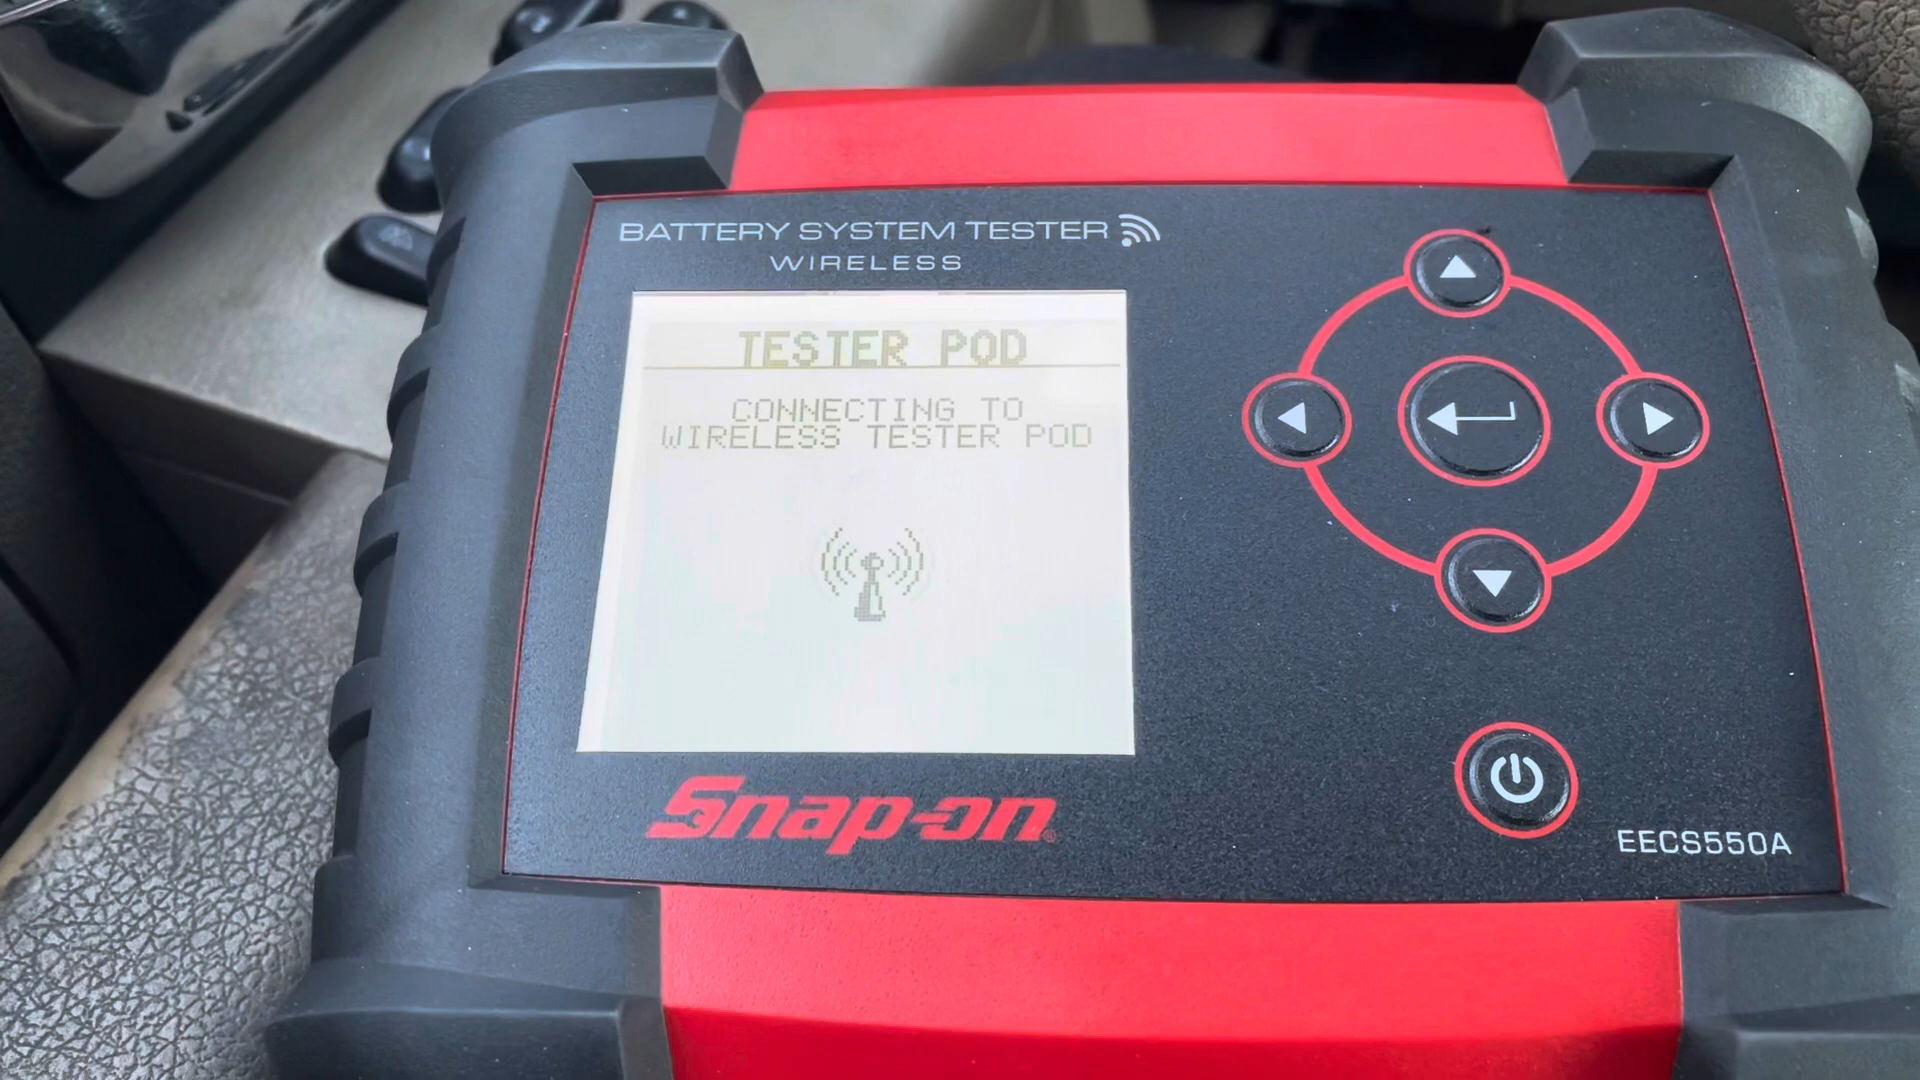 BATTERY SYSTEM TESTER
WIRELESS
TESTER POD
CONNECTING TO
WIRELESS TESTER POD
Snap-on®
EECS550A